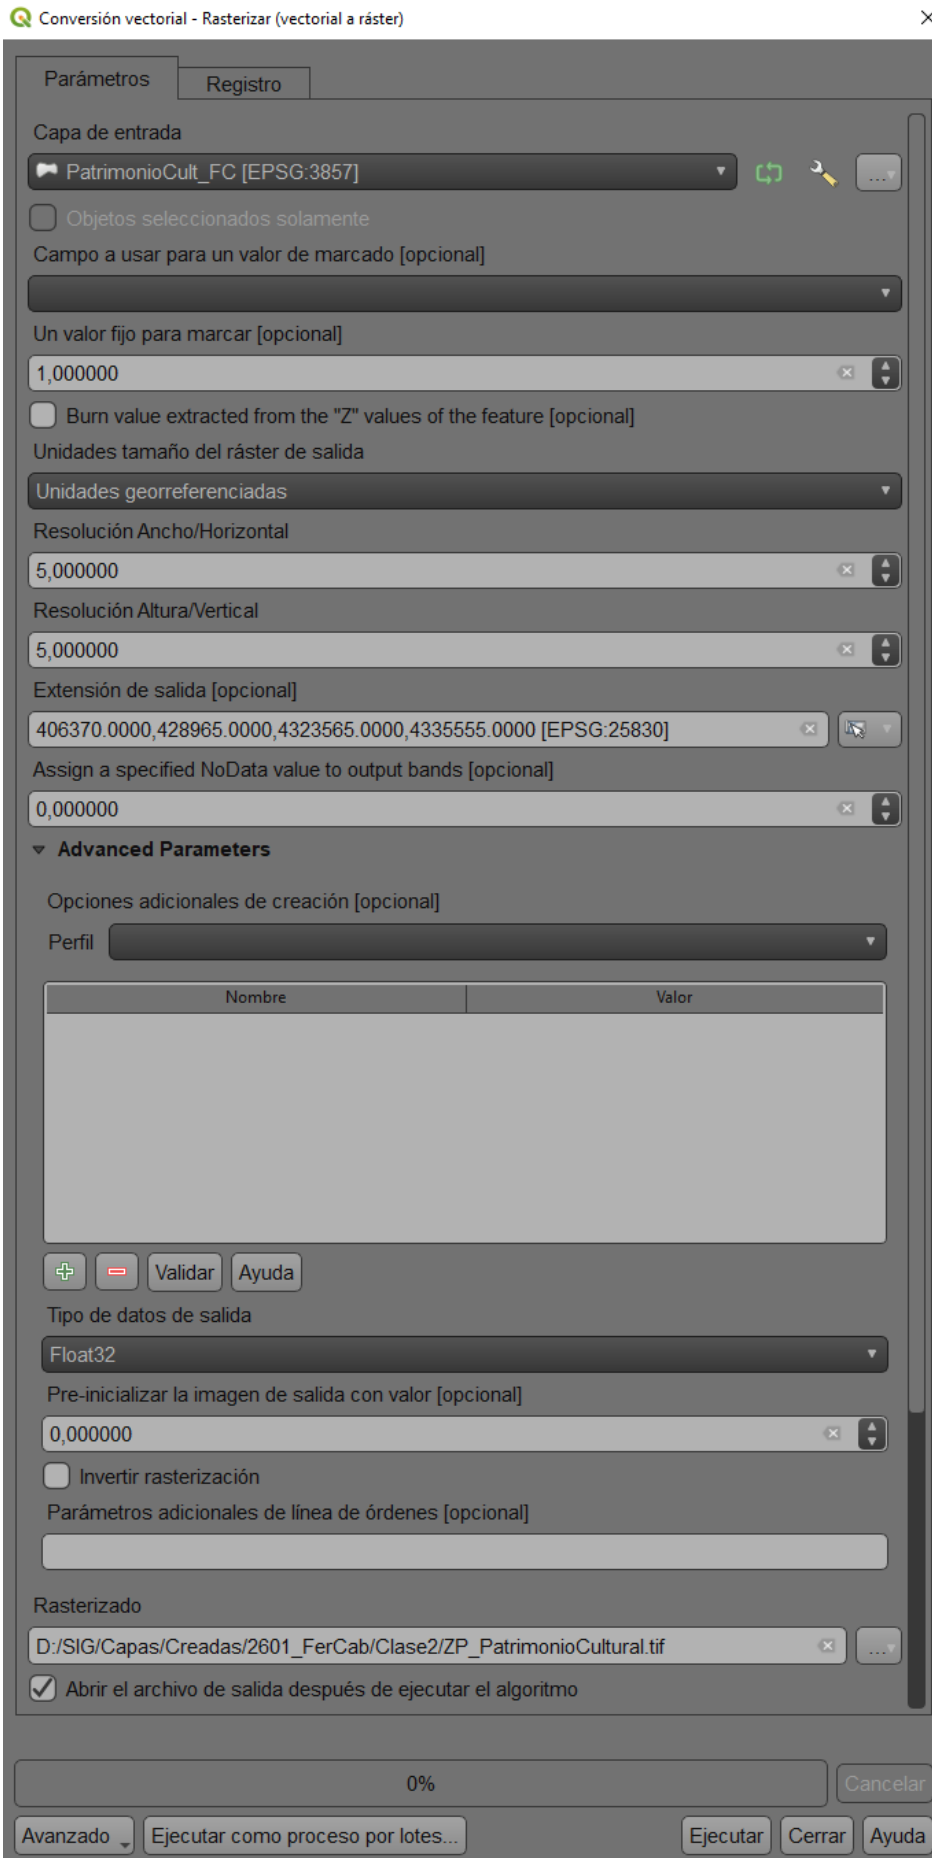 Conversión vectorial - Rasterizar (vectorial a ráster)
Parámetros
Registro
Capa de entrada
PatrimonioCult_FC [EPSG:3857]
...
Objetos seleccionados solamente
Campo a usar para un valor de marcado [opcional]
Un valor fijo para marcar [opcional]
1,000000
Burn value extracted from the "Z" values of the feature [opcional]
Unidades tamaño del ráster de salida
Unidades georreferenciadas
Resolución Ancho/Horizontal
5,000000
Resolución Altura/Vertical
5,000000
Extensión de salida [opcional]
406370.0000,428965.0000,4323565.0000,4335555.0000 [EPSG:25830]
Assign a specified NoData value to output bands [opcional]
0,000000
Advanced Parameters
Opciones adicionales de creación [opcional]
Perfil
Nombre Valor
Validar Ayuda
Tipo de datos de salida
Float32
Pre-inicializar la imagen de salida con valor [opcional]
0,000000
Invertir rasterización
Parámetros adicionales de línea de órdenes [opcional]
Rasterizado
D:/SIG/Capas/Creadas/2601_FerCab/Clase2/ZP_PatrimonioCultural.tif
...
Abrir el archivo de salida después de ejecutar el algoritmo
0%
Cancelar
Avanzado Ejecutar como proceso por lotes... Ejecutar Cerrar Ayuda